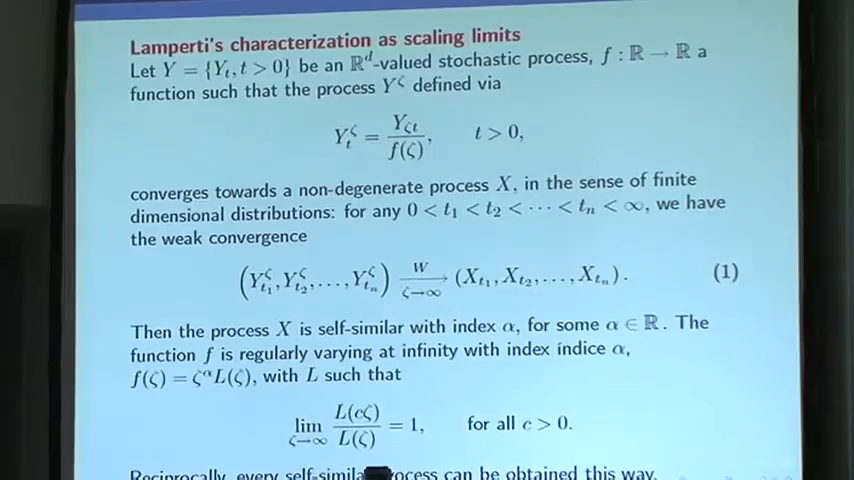 Lamperti's characterization as scaling limits
Let Y = {Y_t, t > 0} be an ℝ^d-valued stochastic process, f : ℝ → ℝ a
function such that the process Y^ζ defined via
Y_t^ζ = Y_{ζt} / f(ζ), t > 0,
converges towards a non-degenerate process X, in the sense of finite
dimensional distributions: for any 0 < t_1 < t_2 < ··· < t_n < ∞, we have
the weak convergence
(Y_{t_1}^ζ, Y_{t_2}^ζ, . . . , Y_{t_n}^ζ) —W→_{ζ→∞} (X_{t_1}, X_{t_2}, . . . , X_{t_n}) . (1)
Then the process X is self-similar with index α, for some α ∈ ℝ. The
function f is regularly varying at infinity with index índice α,
f(ζ) = ζ^α L(ζ), with L such that
lim_{ζ→∞} L(cζ) / L(ζ) = 1, for all c > 0.
Reciprocally, every self-simila ocess can be obtained this way.